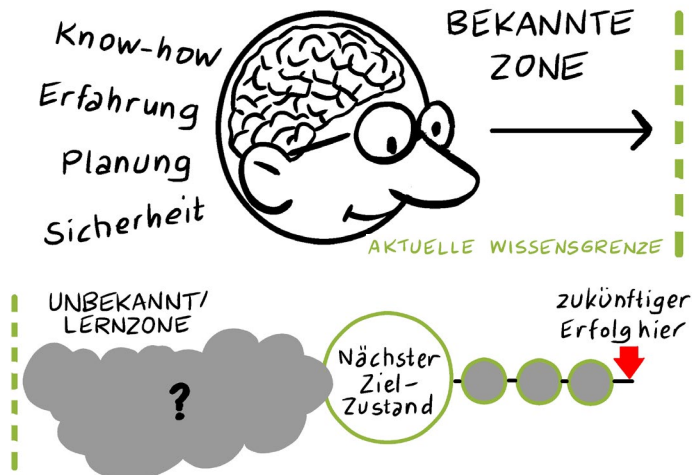 Know-how
Erfahrung
Planung
Sicherheit
BEKANNTE
ZONE
AKTUELLE WISSENSGRENZE
UNBEKANNT/
LERNZONE
?
Nächster
Ziel-
Zustand
zukünftiger
Erfolg hier